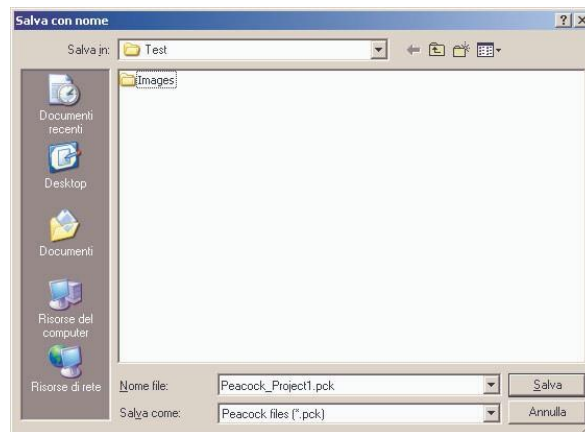 Salva con nome
Salva in:
Test
Images
Documenti
recenti
Desktop
Documenti
Risorse del
computer
Risorse di rete
Nome file:
Peacock_Project1.pck
Salva
Salva come:
Peacock files (*.pck)
Annulla